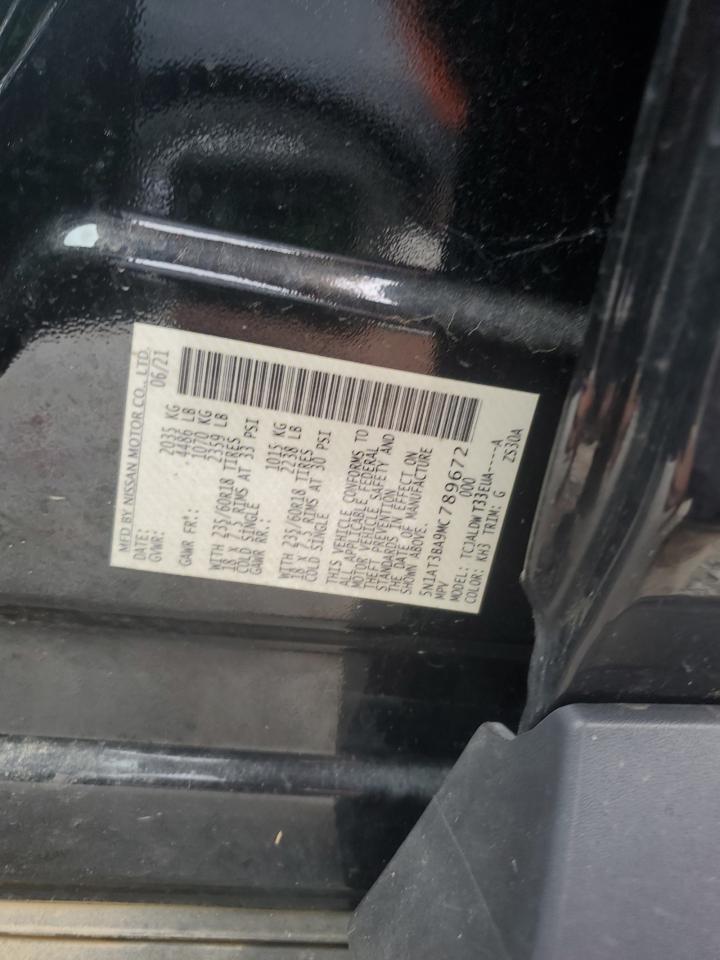 MFD BY NISSAN MOTOR CO., LTD.
DATE: 06/21
GVWR: 2035 KG
4486 LB
GAWR FR: 1070 KG
2359 LB
WITH 235/60R18 TIRES
18 X 7.5 RIMS AT 33 PSI
COLD SINGLE
GAWR RR: 1015 KG
2238 LB
WITH 235/60R18 TIRES
18 X 7.5 RIMS AT 30 PSI
COLD SINGLE
THIS VEHICLE CONFORMS TO
ALL APPLICABLE FEDERAL
MOTOR VEHICLE SAFETY AND
THEFT PREVENTION
STANDARDS IN EFFECT ON
THE DATE OF MANUFACTURE
SHOWN ABOVE.
5N1AT3BA9MC789672
MPV 000
MODEL: TCJALDWT33EUA-----A
COLOR: KH3 TRIM: G ZS30A